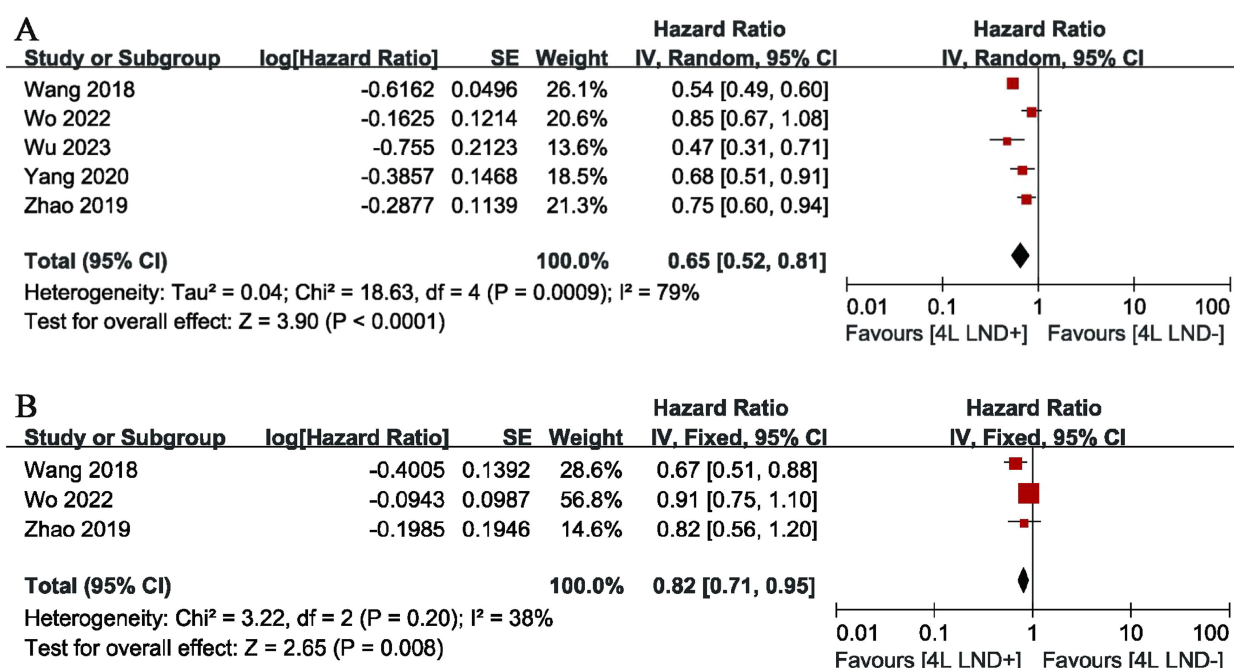 A
Hazard Ratio Hazard Ratio
Study or Subgroup log[Hazard Ratio] SE Weight IV, Random, 95% CI IV, Random, 95% CI
Wang 2018 -0.6162 0.0496 26.1% 0.54 [0.49, 0.60]
Wo 2022 -0.1625 0.1214 20.6% 0.85 [0.67, 1.08]
Wu 2023 -0.755 0.2123 13.6% 0.47 [0.31, 0.71]
Yang 2020 -0.3857 0.1468 18.5% 0.68 [0.51, 0.91]
Zhao 2019 -0.2877 0.1139 21.3% 0.75 [0.60, 0.94]
Total (95% CI) 100.0% 0.65 [0.52, 0.81]
Heterogeneity: Tau² = 0.04; Chi² = 18.63, df = 4 (P = 0.0009); I² = 79%
Test for overall effect: Z = 3.90 (P < 0.0001)
0.01 0.1 1 10 100
Favours [4L LND+] Favours [4L LND-]
B
Hazard Ratio Hazard Ratio
Study or Subgroup log[Hazard Ratio] SE Weight IV, Fixed, 95% CI IV, Fixed, 95% CI
Wang 2018 -0.4005 0.1392 28.6% 0.67 [0.51, 0.88]
Wo 2022 -0.0943 0.0987 56.8% 0.91 [0.75, 1.10]
Zhao 2019 -0.1985 0.1946 14.6% 0.82 [0.56, 1.20]
Total (95% CI) 100.0% 0.82 [0.71, 0.95]
Heterogeneity: Chi² = 3.22, df = 2 (P = 0.20); I² = 38%
Test for overall effect: Z = 2.65 (P = 0.008)
0.01 0.1 1 10 100
Favours [4L LND+] Favours [4L LND-]